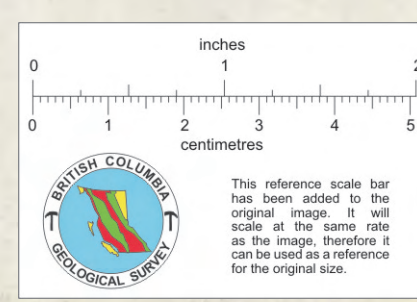 inches
0 1 2
0 1 2 3 4 5
centimetres
BRITISH COLUMBIA
GEOLOGICAL SURVEY
This reference scale bar
has been added to the
original image. It will
scale at the same rate
as the image, therefore it
can be used as a reference
for the original size.